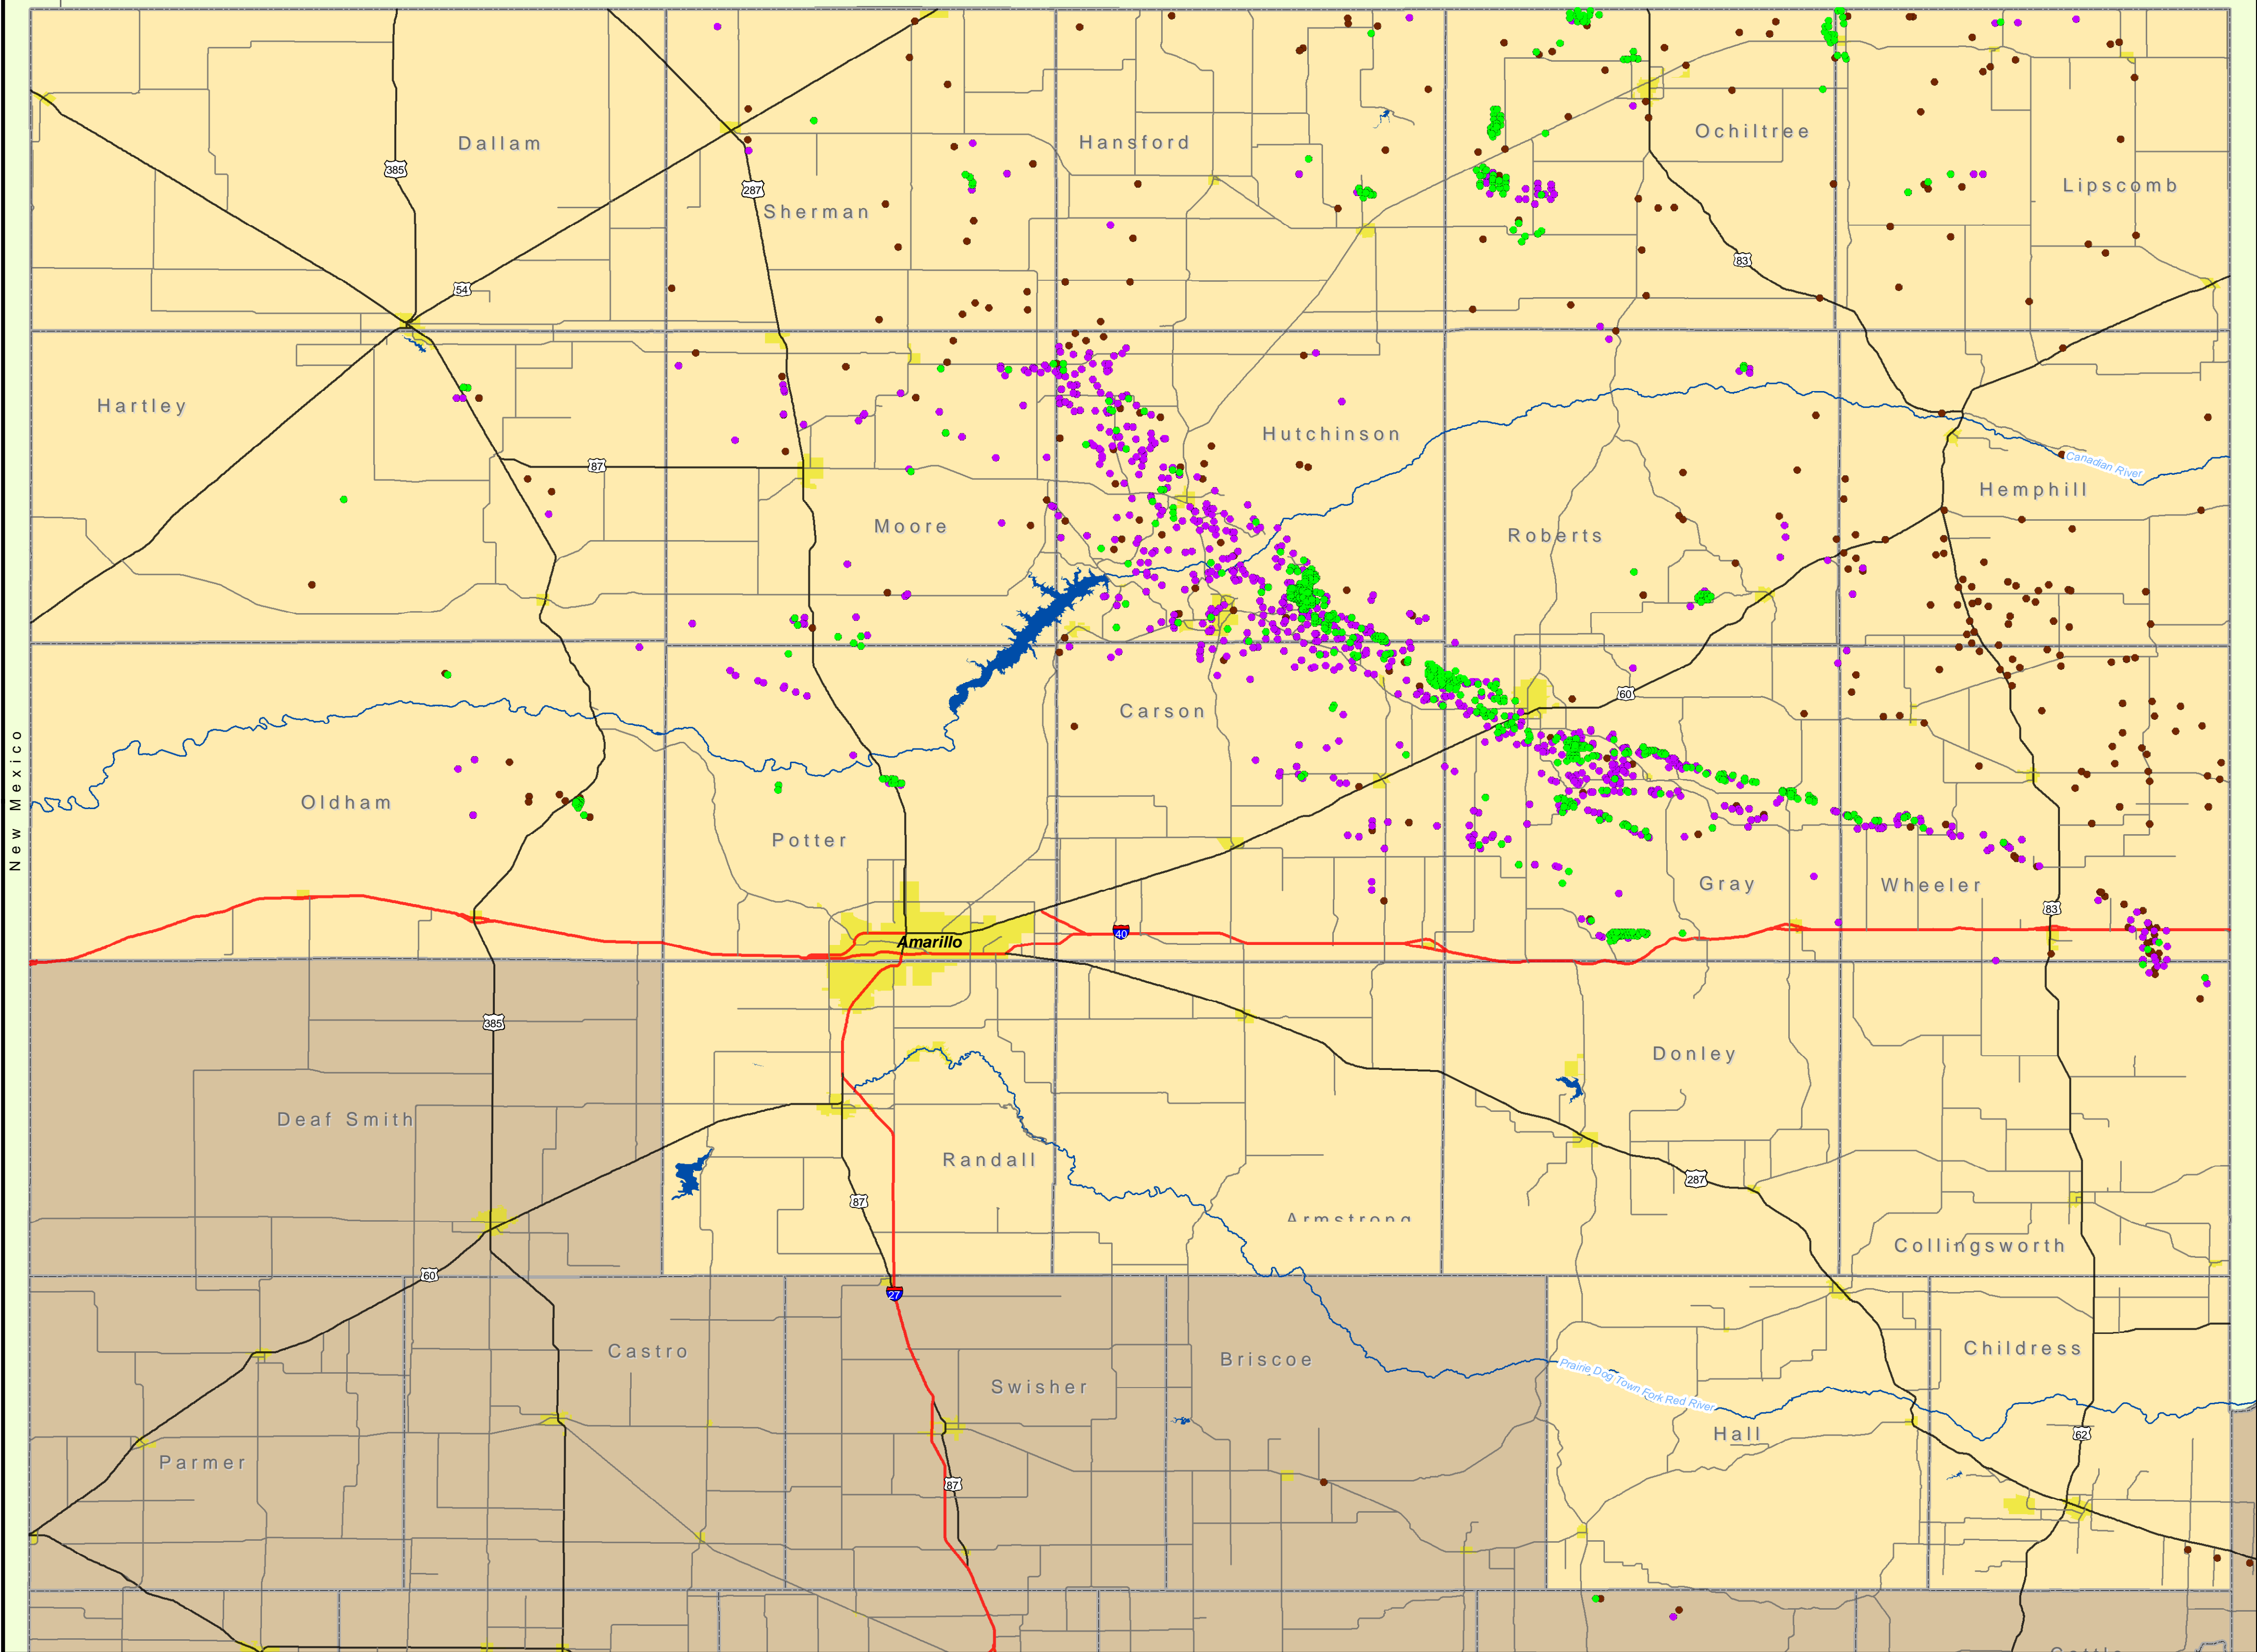 Dallam
Hansford
Ochiltree
385
287
Lipscomb
Sherman
83
54
Hartley
Hutchinson
87
Canadian River
Hemphill
Moore
Roberts
60
Carson
New Mexico
Oldham
Potter
Gray
Wheeler
83
40
Amarillo
385
Donley
Deaf Smith
Randall
287
87
Armstrong
Collingsworth
60
27
Castro
Childress
Briscoe
Prairie Dog Town Fork Red River
Swisher
Hall
62
Parmer
87